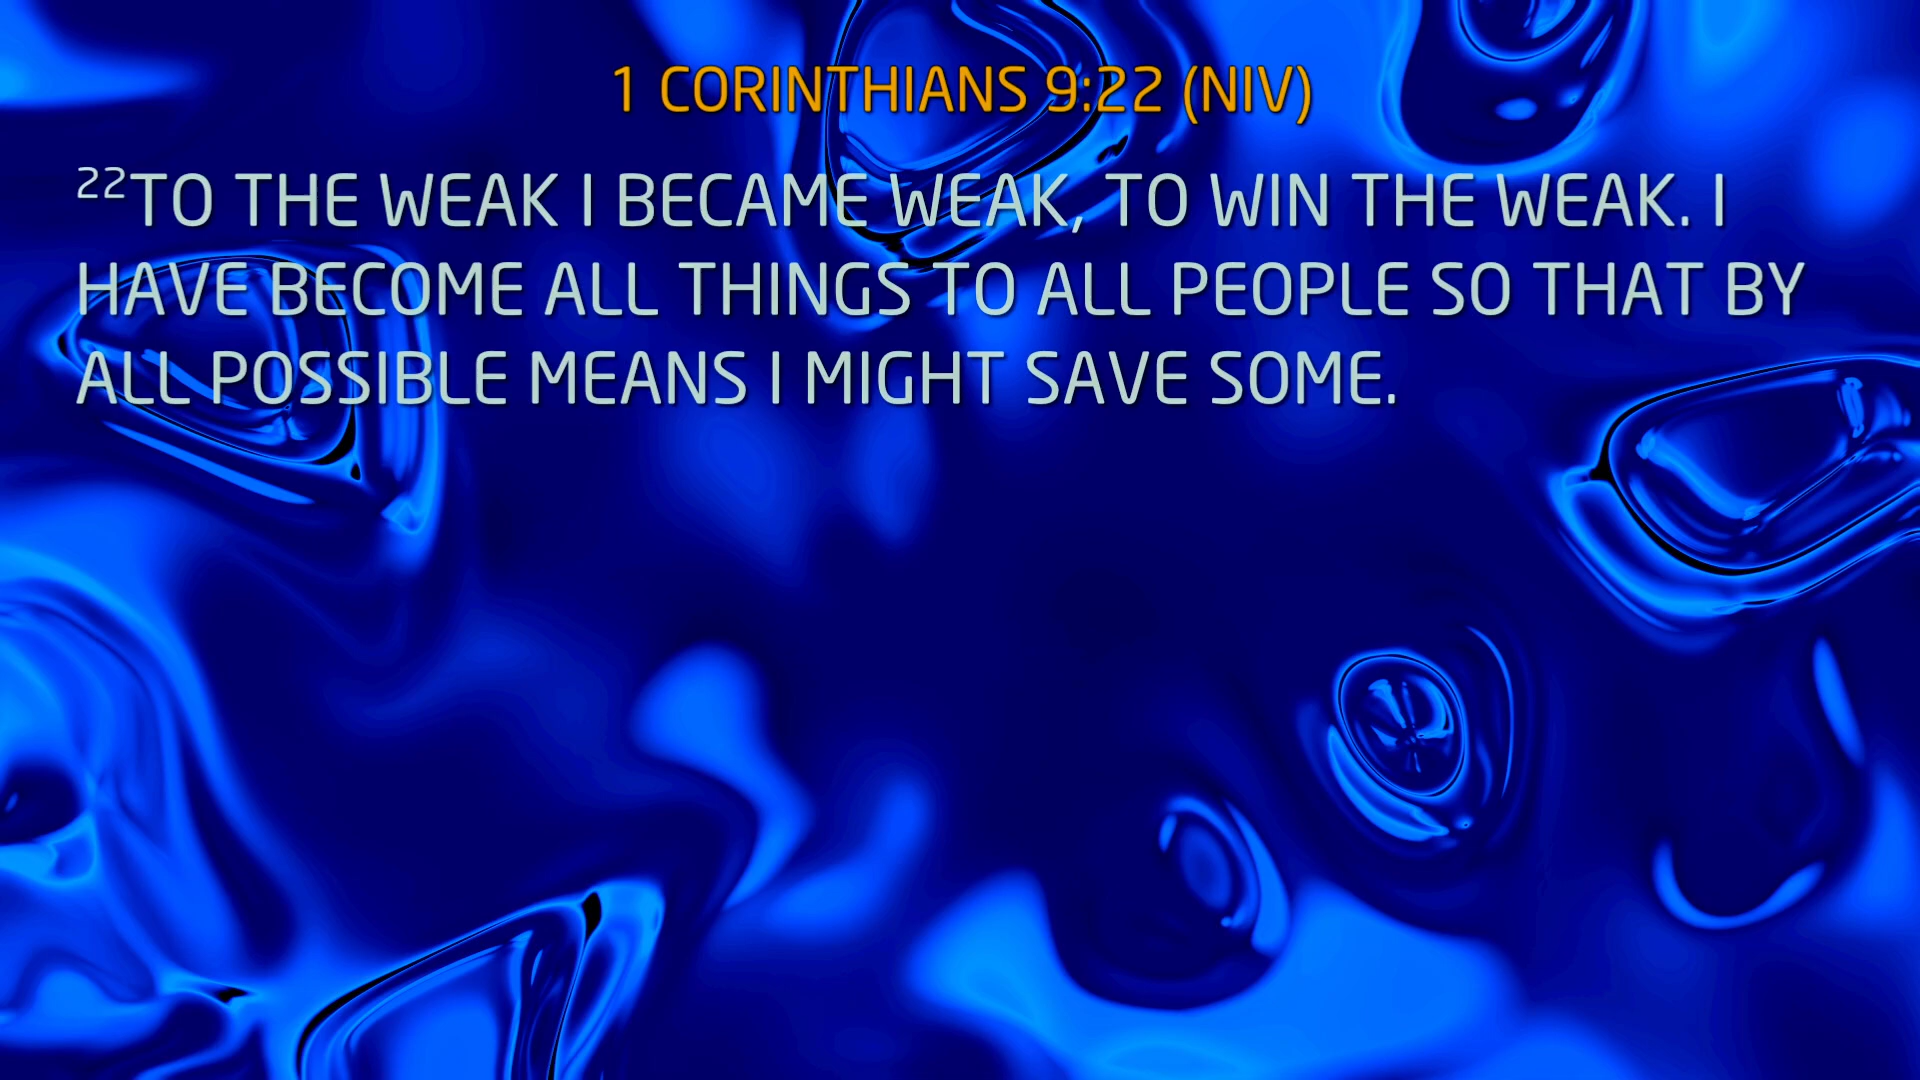 1 CORINTHIANS 9:22 (NIV)
22TO THE WEAK I BECAME WEAK, TO WIN THE WEAK. I
HAVE BECOME ALL THINGS TO ALL PEOPLE SO THAT BY
ALL POSSIBLE MEANS I MIGHT SAVE SOME.